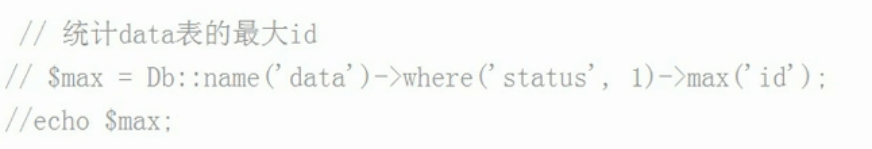 // 统计data表的最大id
// $max = Db::name('data')->where('status', 1)->max('id');
//echo $max;